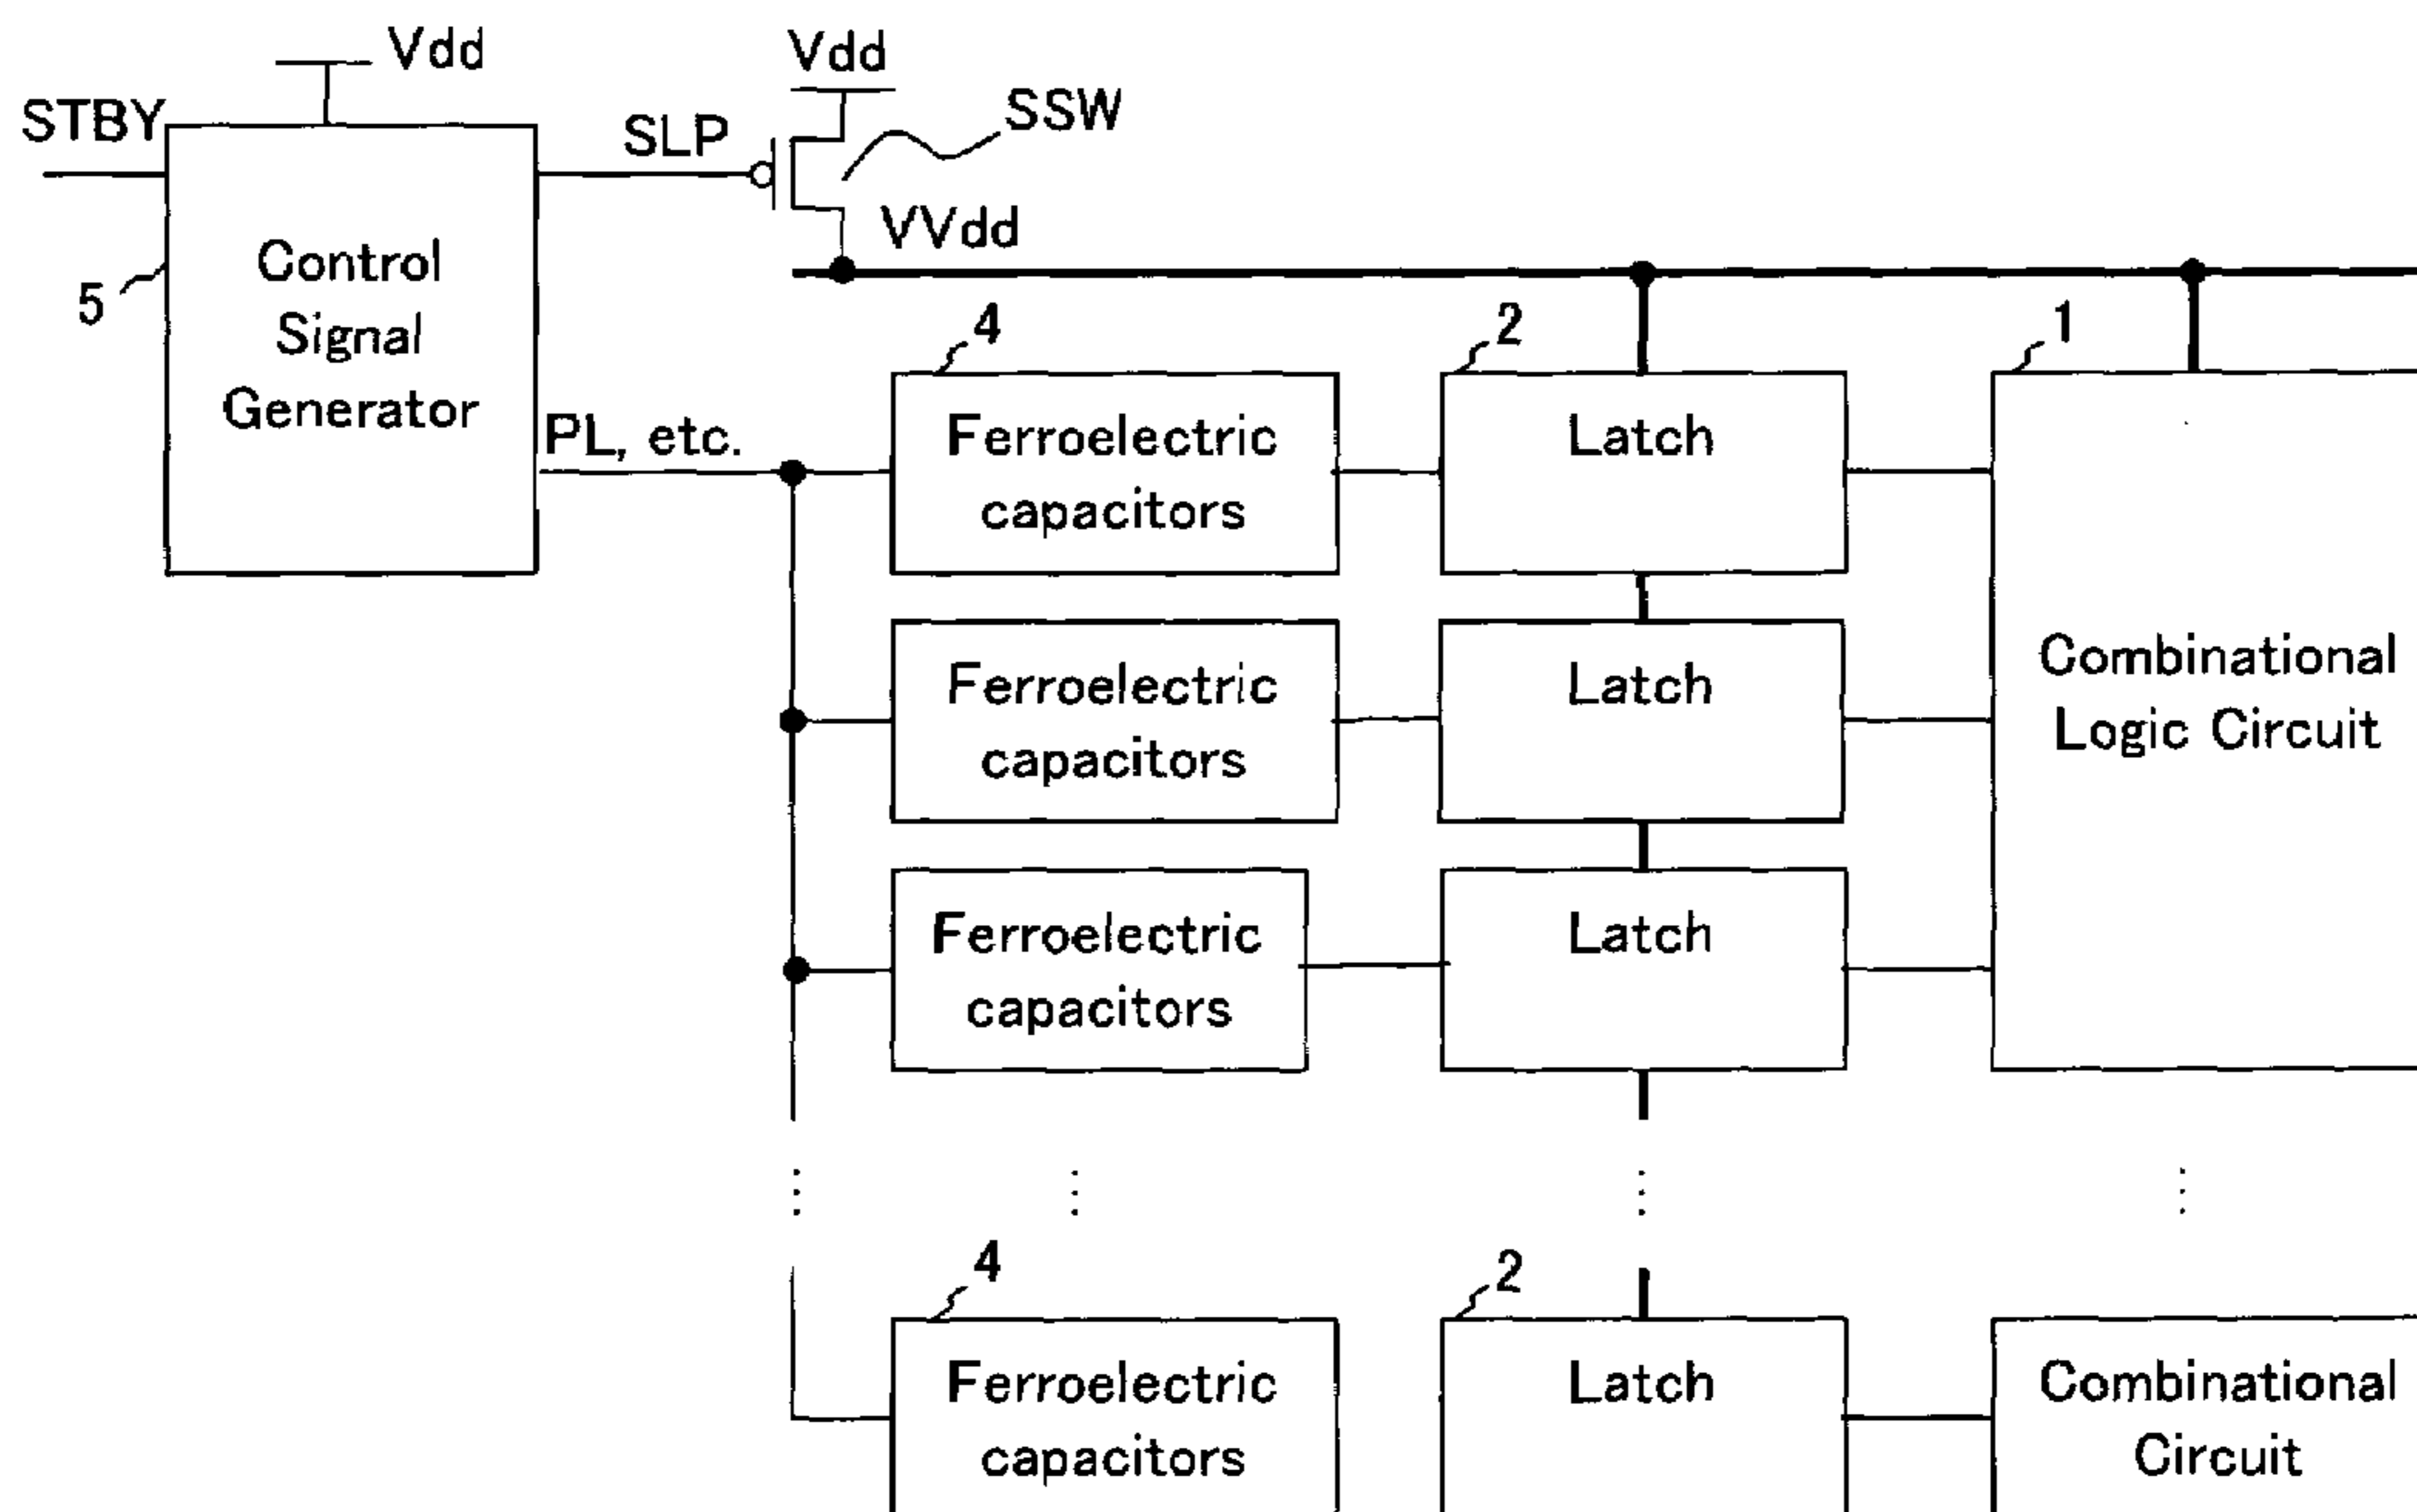 Vdd
Vdd
STBY
SLP
SSW
VVdd
Control
Signal
Generator
5
4
2
1
PL, etc.
Ferroelectric
capacitors
Latch
Ferroelectric
capacitors
Latch
Combinational
Logic Circuit
Ferroelectric
capacitors
Latch
4
2
Ferroelectric
capacitors
Latch
Combinational
Circuit